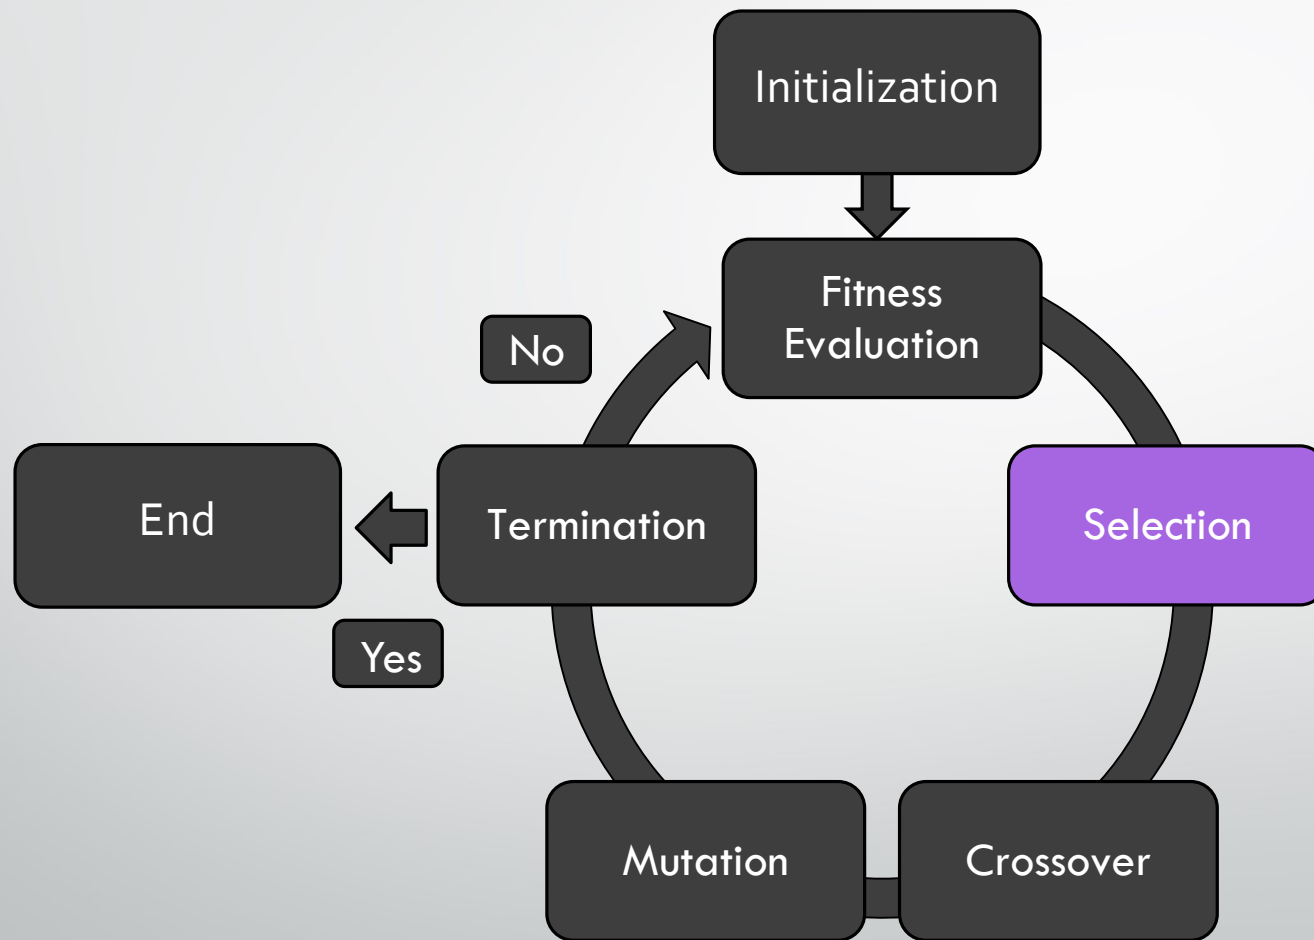 Initialization
Fitness
Evaluation
No
End
Termination
Selection
Yes
Mutation
Crossover